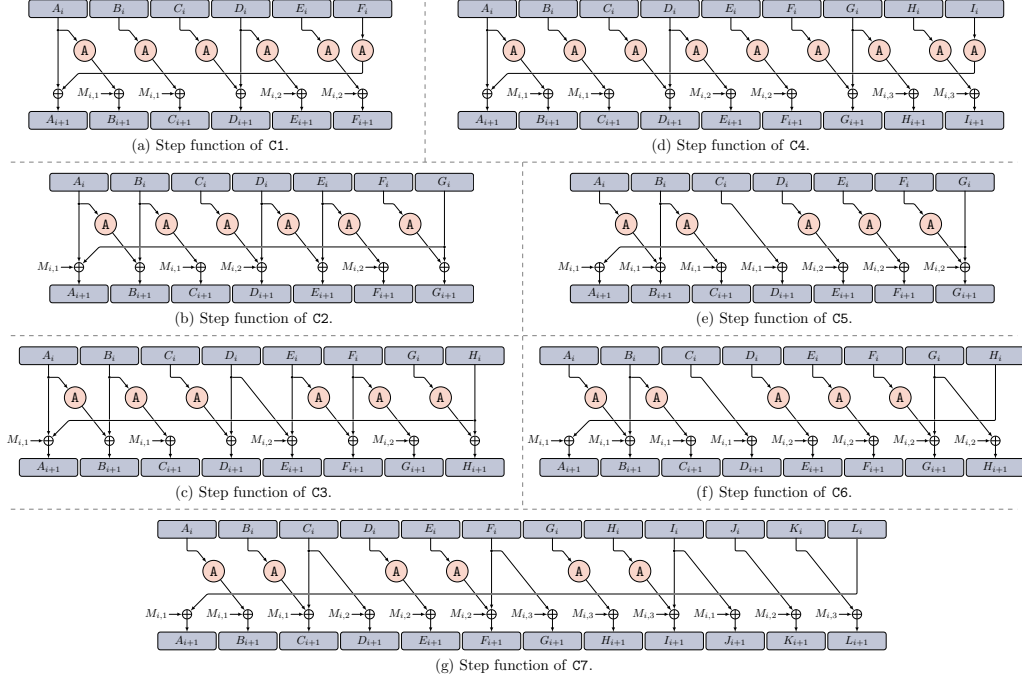 A_i B_i C_i D_i E_i F_i
A A A A A A
M_{i,1} M_{i,1} M_{i,2} M_{i,2}
A_{i+1} B_{i+1} C_{i+1} D_{i+1} E_{i+1} F_{i+1}
(a) Step function of C1.
A_i B_i C_i D_i E_i F_i G_i H_i I_i
A A A A A A A A A
M_{i,1} M_{i,1} M_{i,2} M_{i,2} M_{i,3} M_{i,3}
A_{i+1} B_{i+1} C_{i+1} D_{i+1} E_{i+1} F_{i+1} G_{i+1} H_{i+1} I_{i+1}
(d) Step function of C4.
A_i B_i C_i D_i E_i F_i G_i
A A A A A A
M_{i,1} M_{i,1} M_{i,2} M_{i,2}
A_{i+1} B_{i+1} C_{i+1} D_{i+1} E_{i+1} F_{i+1} G_{i+1}
(b) Step function of C2.
A_i B_i C_i D_i E_i F_i G_i
A A A A A
M_{i,1} M_{i,1} M_{i,2} M_{i,2}
A_{i+1} B_{i+1} C_{i+1} D_{i+1} E_{i+1} F_{i+1} G_{i+1}
(e) Step function of C5.
A_i B_i C_i D_i E_i F_i G_i H_i
A A A A A A
M_{i,1} M_{i,1} M_{i,2} M_{i,2}
A_{i+1} B_{i+1} C_{i+1} D_{i+1} E_{i+1} F_{i+1} G_{i+1} H_{i+1}
(c) Step function of C3.
A_i B_i C_i D_i E_i F_i G_i H_i
A A A A A
M_{i,1} M_{i,1} M_{i,2} M_{i,2} M_{i,2}
A_{i+1} B_{i+1} C_{i+1} D_{i+1} E_{i+1} F_{i+1} G_{i+1} H_{i+1}
(f) Step function of C6.
A_i B_i C_i D_i E_i F_i G_i H_i I_i J_i K_i L_i
A A A A A A
M_{i,1} M_{i,1} M_{i,1} M_{i,2} M_{i,2} M_{i,2} M_{i,3} M_{i,3} M_{i,3} M_{i,1} M_{i,2} M_{i,3}
A_{i+1} B_{i+1} C_{i+1} D_{i+1} E_{i+1} F_{i+1} G_{i+1} H_{i+1} I_{i+1} J_{i+1} K_{i+1} L_{i+1}
(g) Step function of C7.